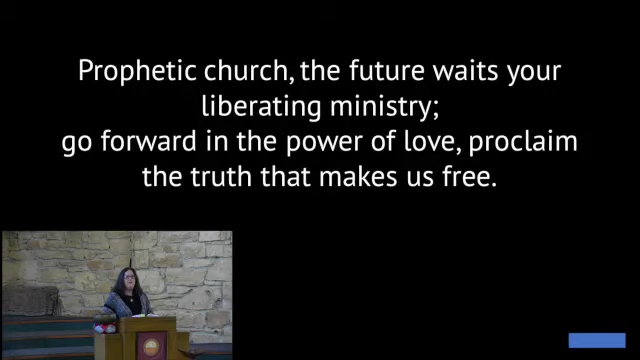 Prophetic church, the future waits your
liberating ministry;
go forward in the power of love, proclaim
the truth that makes us free.